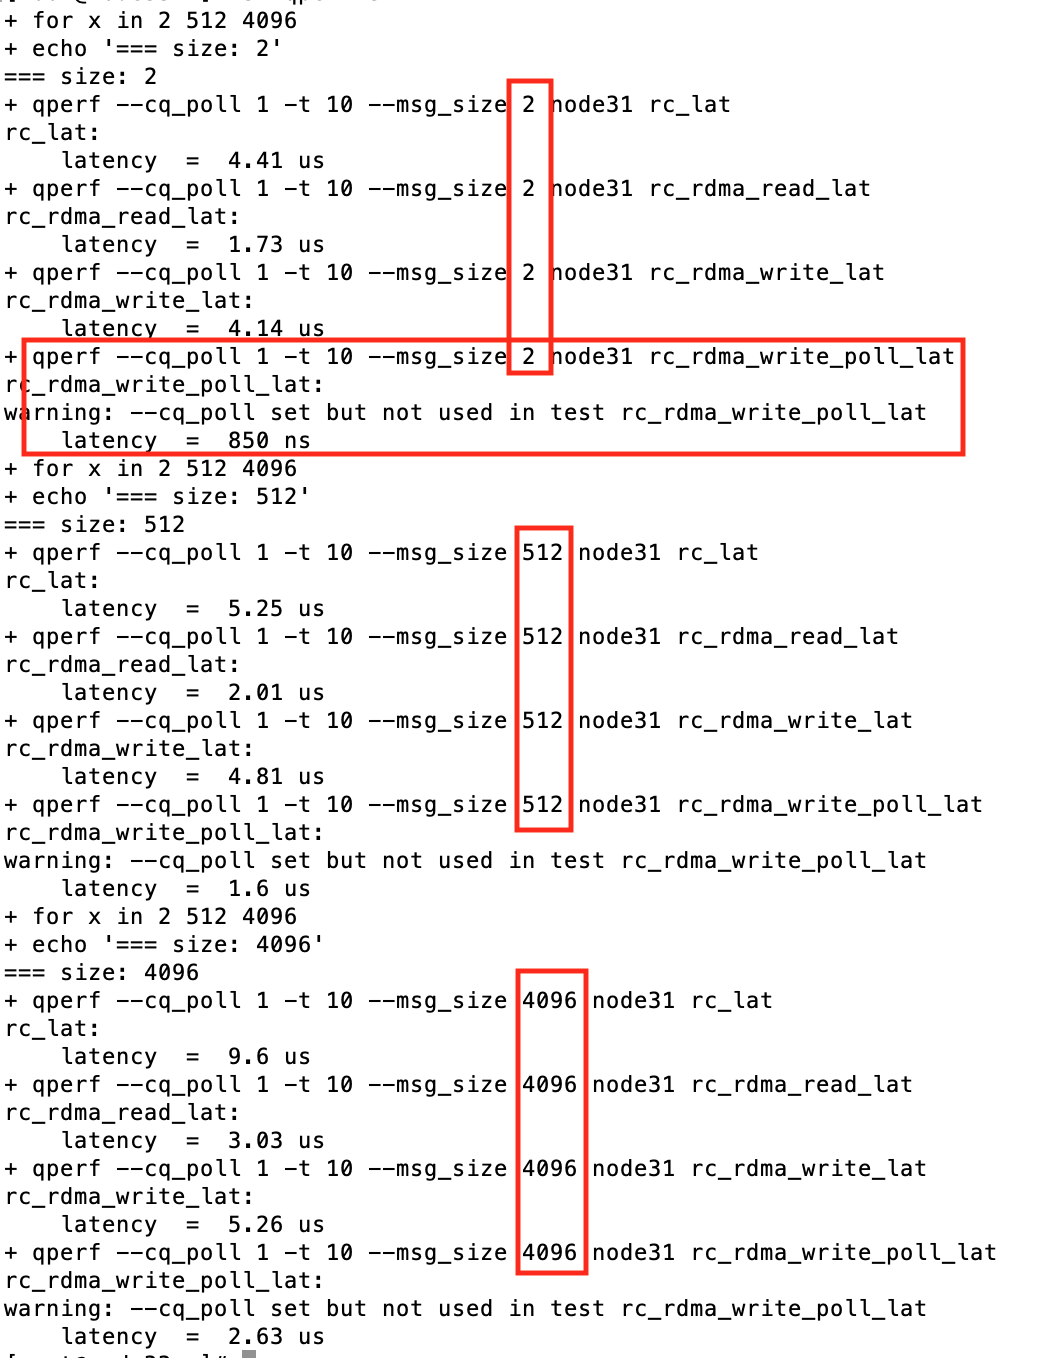 + for x in 2 512 4096
+ echo '=== size: 2'
=== size: 2
+ qperf --cq_poll 1 -t 10 --msg_size 2 node31 rc_lat
rc_lat:
    latency  =  4.41 us
+ qperf --cq_poll 1 -t 10 --msg_size 2 node31 rc_rdma_read_lat
rc_rdma_read_lat:
    latency  =  1.73 us
+ qperf --cq_poll 1 -t 10 --msg_size 2 node31 rc_rdma_write_lat
rc_rdma_write_lat:
    latency  =  4.14 us
+ qperf --cq_poll 1 -t 10 --msg_size 2 node31 rc_rdma_write_poll_lat
rc_rdma_write_poll_lat:
warning: --cq_poll set but not used in test rc_rdma_write_poll_lat
    latency  =  850 ns
+ for x in 2 512 4096
+ echo '=== size: 512'
=== size: 512
+ qperf --cq_poll 1 -t 10 --msg_size 512 node31 rc_lat
rc_lat:
    latency  =  5.25 us
+ qperf --cq_poll 1 -t 10 --msg_size 512 node31 rc_rdma_read_lat
rc_rdma_read_lat:
    latency  =  2.01 us
+ qperf --cq_poll 1 -t 10 --msg_size 512 node31 rc_rdma_write_lat
rc_rdma_write_lat:
    latency  =  4.81 us
+ qperf --cq_poll 1 -t 10 --msg_size 512 node31 rc_rdma_write_poll_lat
rc_rdma_write_poll_lat:
warning: --cq_poll set but not used in test rc_rdma_write_poll_lat
    latency  =  1.6 us
+ for x in 2 512 4096
+ echo '=== size: 4096'
=== size: 4096
+ qperf --cq_poll 1 -t 10 --msg_size 4096 node31 rc_lat
rc_lat:
    latency  =  9.6 us
+ qperf --cq_poll 1 -t 10 --msg_size 4096 node31 rc_rdma_read_lat
rc_rdma_read_lat:
    latency  =  3.03 us
+ qperf --cq_poll 1 -t 10 --msg_size 4096 node31 rc_rdma_write_lat
rc_rdma_write_lat:
    latency  =  5.26 us
+ qperf --cq_poll 1 -t 10 --msg_size 4096 node31 rc_rdma_write_poll_lat
rc_rdma_write_poll_lat:
warning: --cq_poll set but not used in test rc_rdma_write_poll_lat
    latency  =  2.63 us